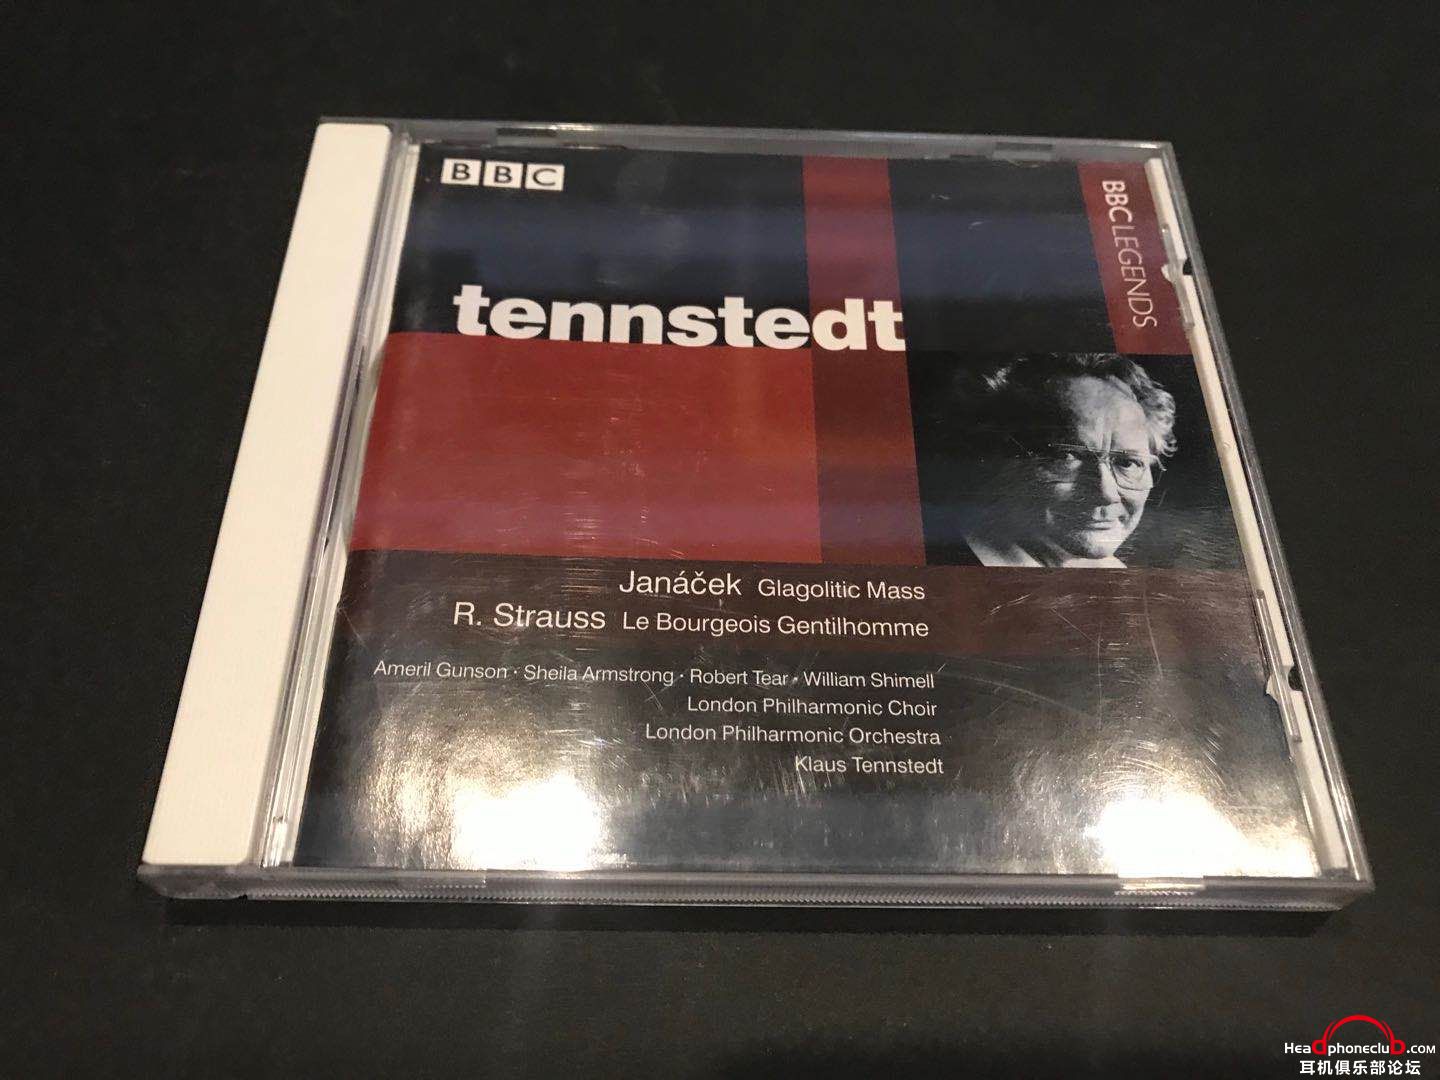 BBC
BBC LEGENDS
tennstedt
Janáček Glagolitic Mass
R. Strauss Le Bourgeois Gentilhomme
Ameril Gunson · Sheila Armstrong · Robert Tear · William Shimell
London Philharmonic Choir
London Philharmonic Orchestra
Klaus Tennstedt
Headphoneclub.com
耳机俱乐部论坛